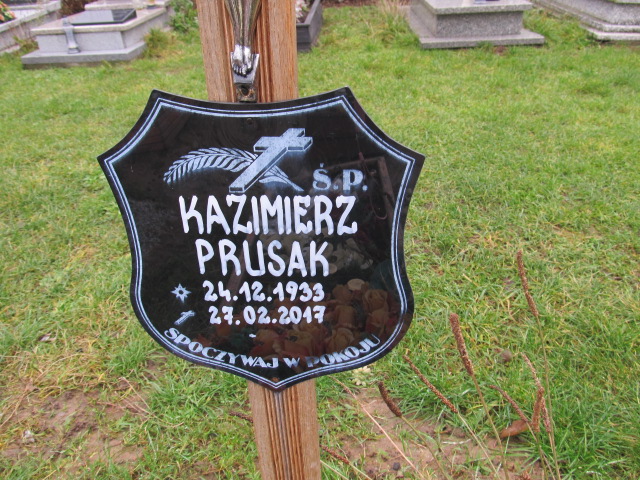 Ś.P.
KAZIMIERZ
PRUSAK
24.12.1933
27.02.2017
SPOCZYWAJ W POKOJU